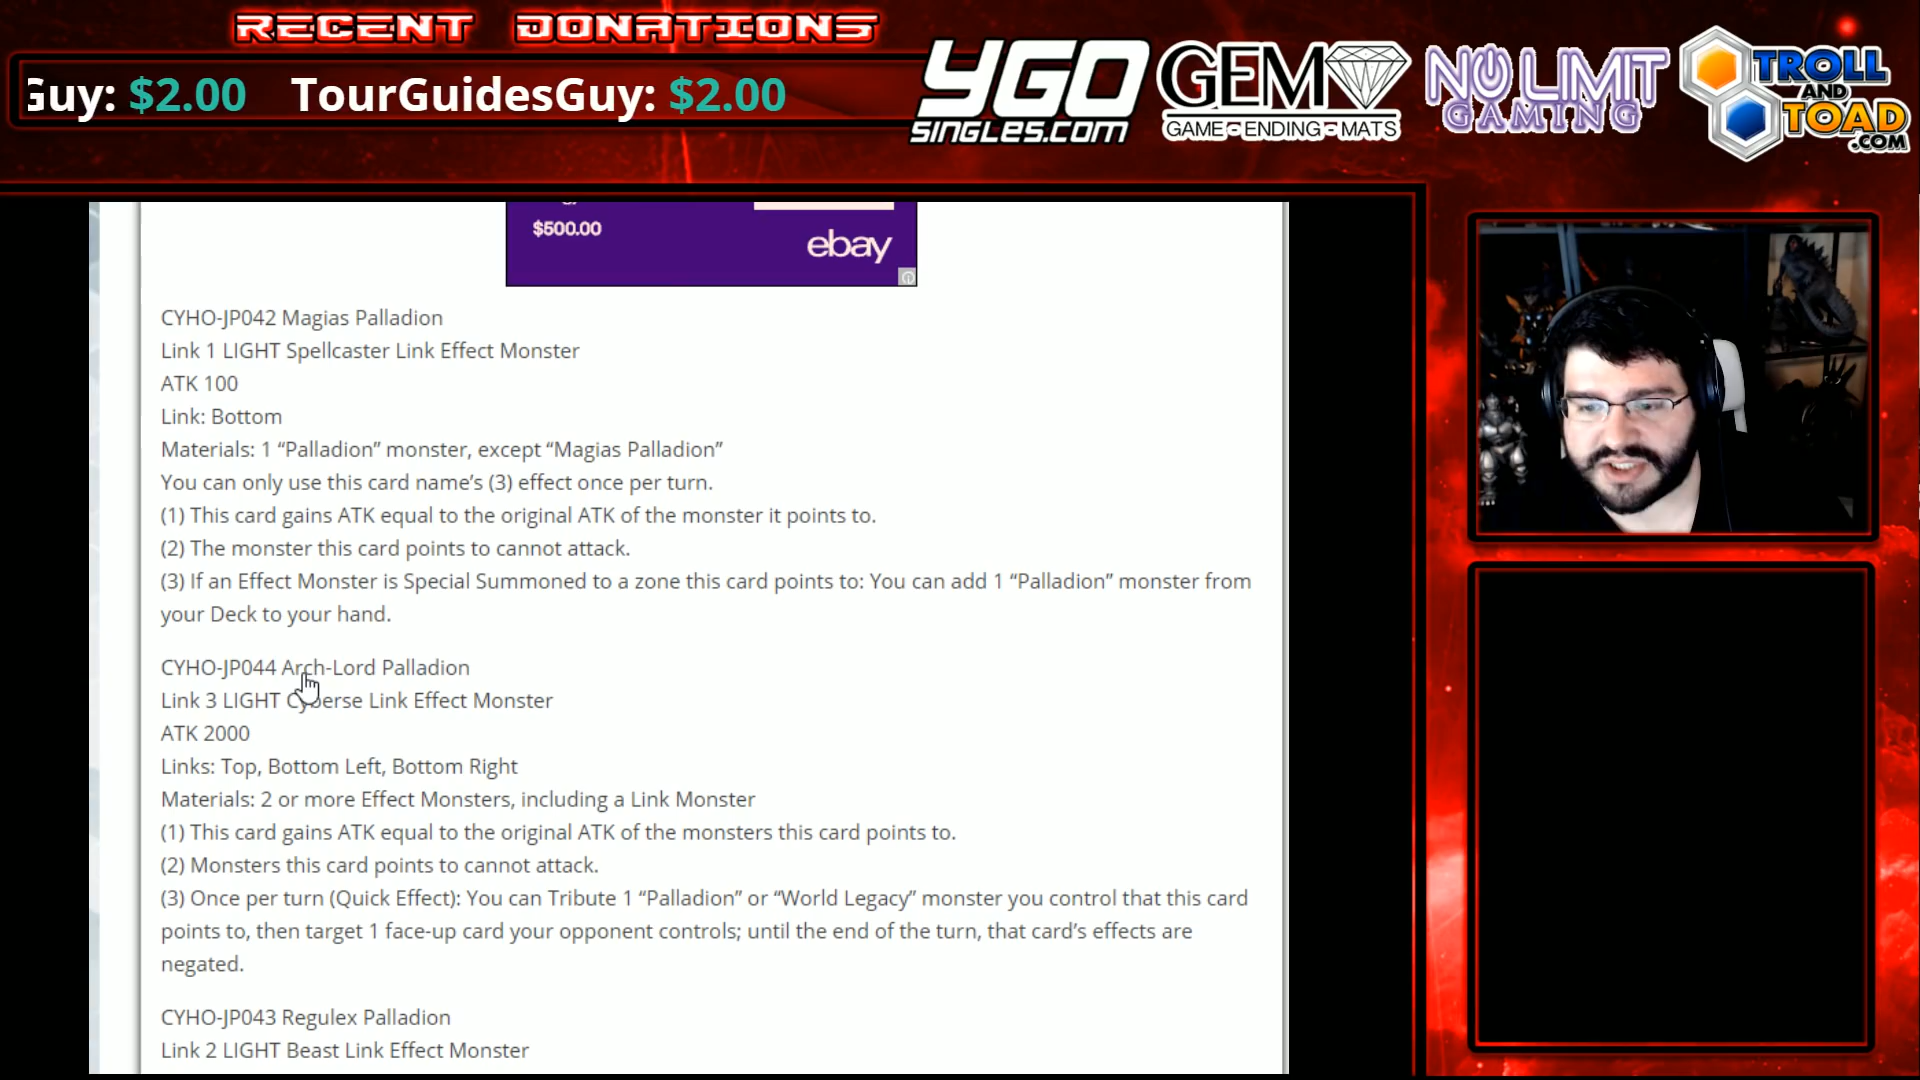 RECENT DONATIONS
Guy: $2.00 TourGuidesGuy: $2.00
YGO
SINGLES.COM
GEM
GAME-ENDING-MATS
NO LIMIT
GAMING
TROLL
AND
TOAD
.COM
$500.00
ebay
CYHO-JP042 Magias Palladion
Link 1 LIGHT Spellcaster Link Effect Monster
ATK 100
Link: Bottom
Materials: 1 “Palladion” monster, except “Magias Palladion”
You can only use this card name’s (3) effect once per turn.
(1) This card gains ATK equal to the original ATK of the monster it points to.
(2) The monster this card points to cannot attack.
(3) If an Effect Monster is Special Summoned to a zone this card points to: You can add 1 “Palladion” monster from
your Deck to your hand.
CYHO-JP044 Arch-Lord Palladion
Link 3 LIGHT Cyberse Link Effect Monster
ATK 2000
Links: Top, Bottom Left, Bottom Right
Materials: 2 or more Effect Monsters, including a Link Monster
(1) This card gains ATK equal to the original ATK of the monsters this card points to.
(2) Monsters this card points to cannot attack.
(3) Once per turn (Quick Effect): You can Tribute 1 “Palladion” or “World Legacy” monster you control that this card
points to, then target 1 face-up card your opponent controls; until the end of the turn, that card’s effects are
negated.
CYHO-JP043 Regulex Palladion
Link 2 LIGHT Beast Link Effect Monster